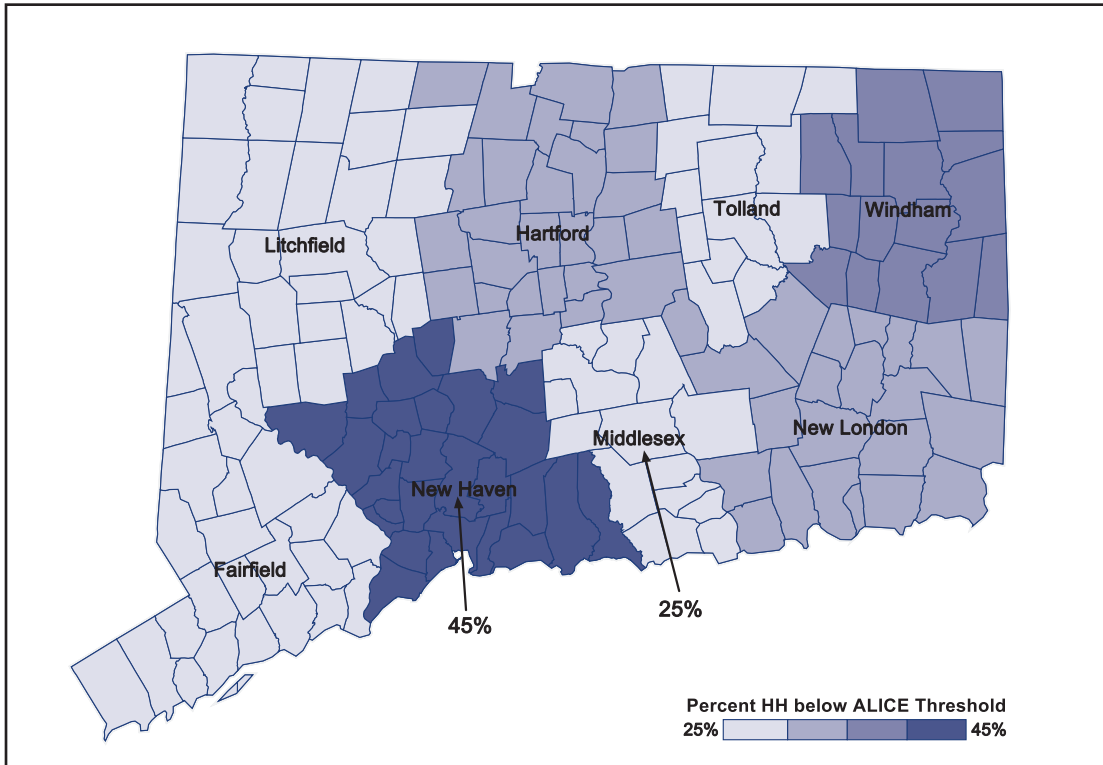 Tolland
Windham
Hartford
Litchfield
New London
Middlesex
New Haven
Fairfield
25%
45%
Percent HH below ALICE Threshold
25% 45%